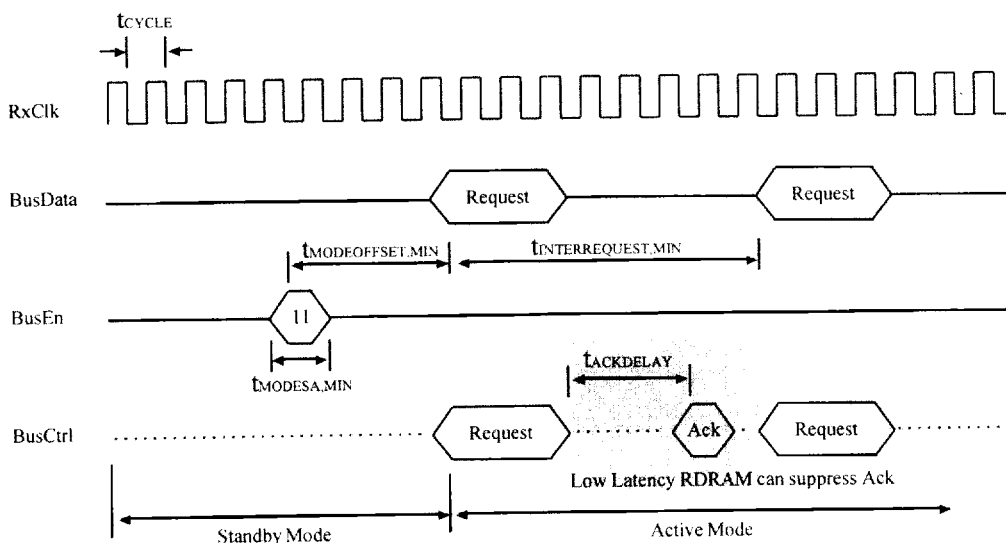 tCYCLE
RxClk
BusData
Request
Request
tMODEOFFSET,MIN
tINTERREQUEST,MIN
BusEn
11
tMODESA,MIN
tACKDELAY
BusCtrl
Request
Ack
Request
Low Latency RDRAM can suppress Ack
Standby Mode
Active Mode